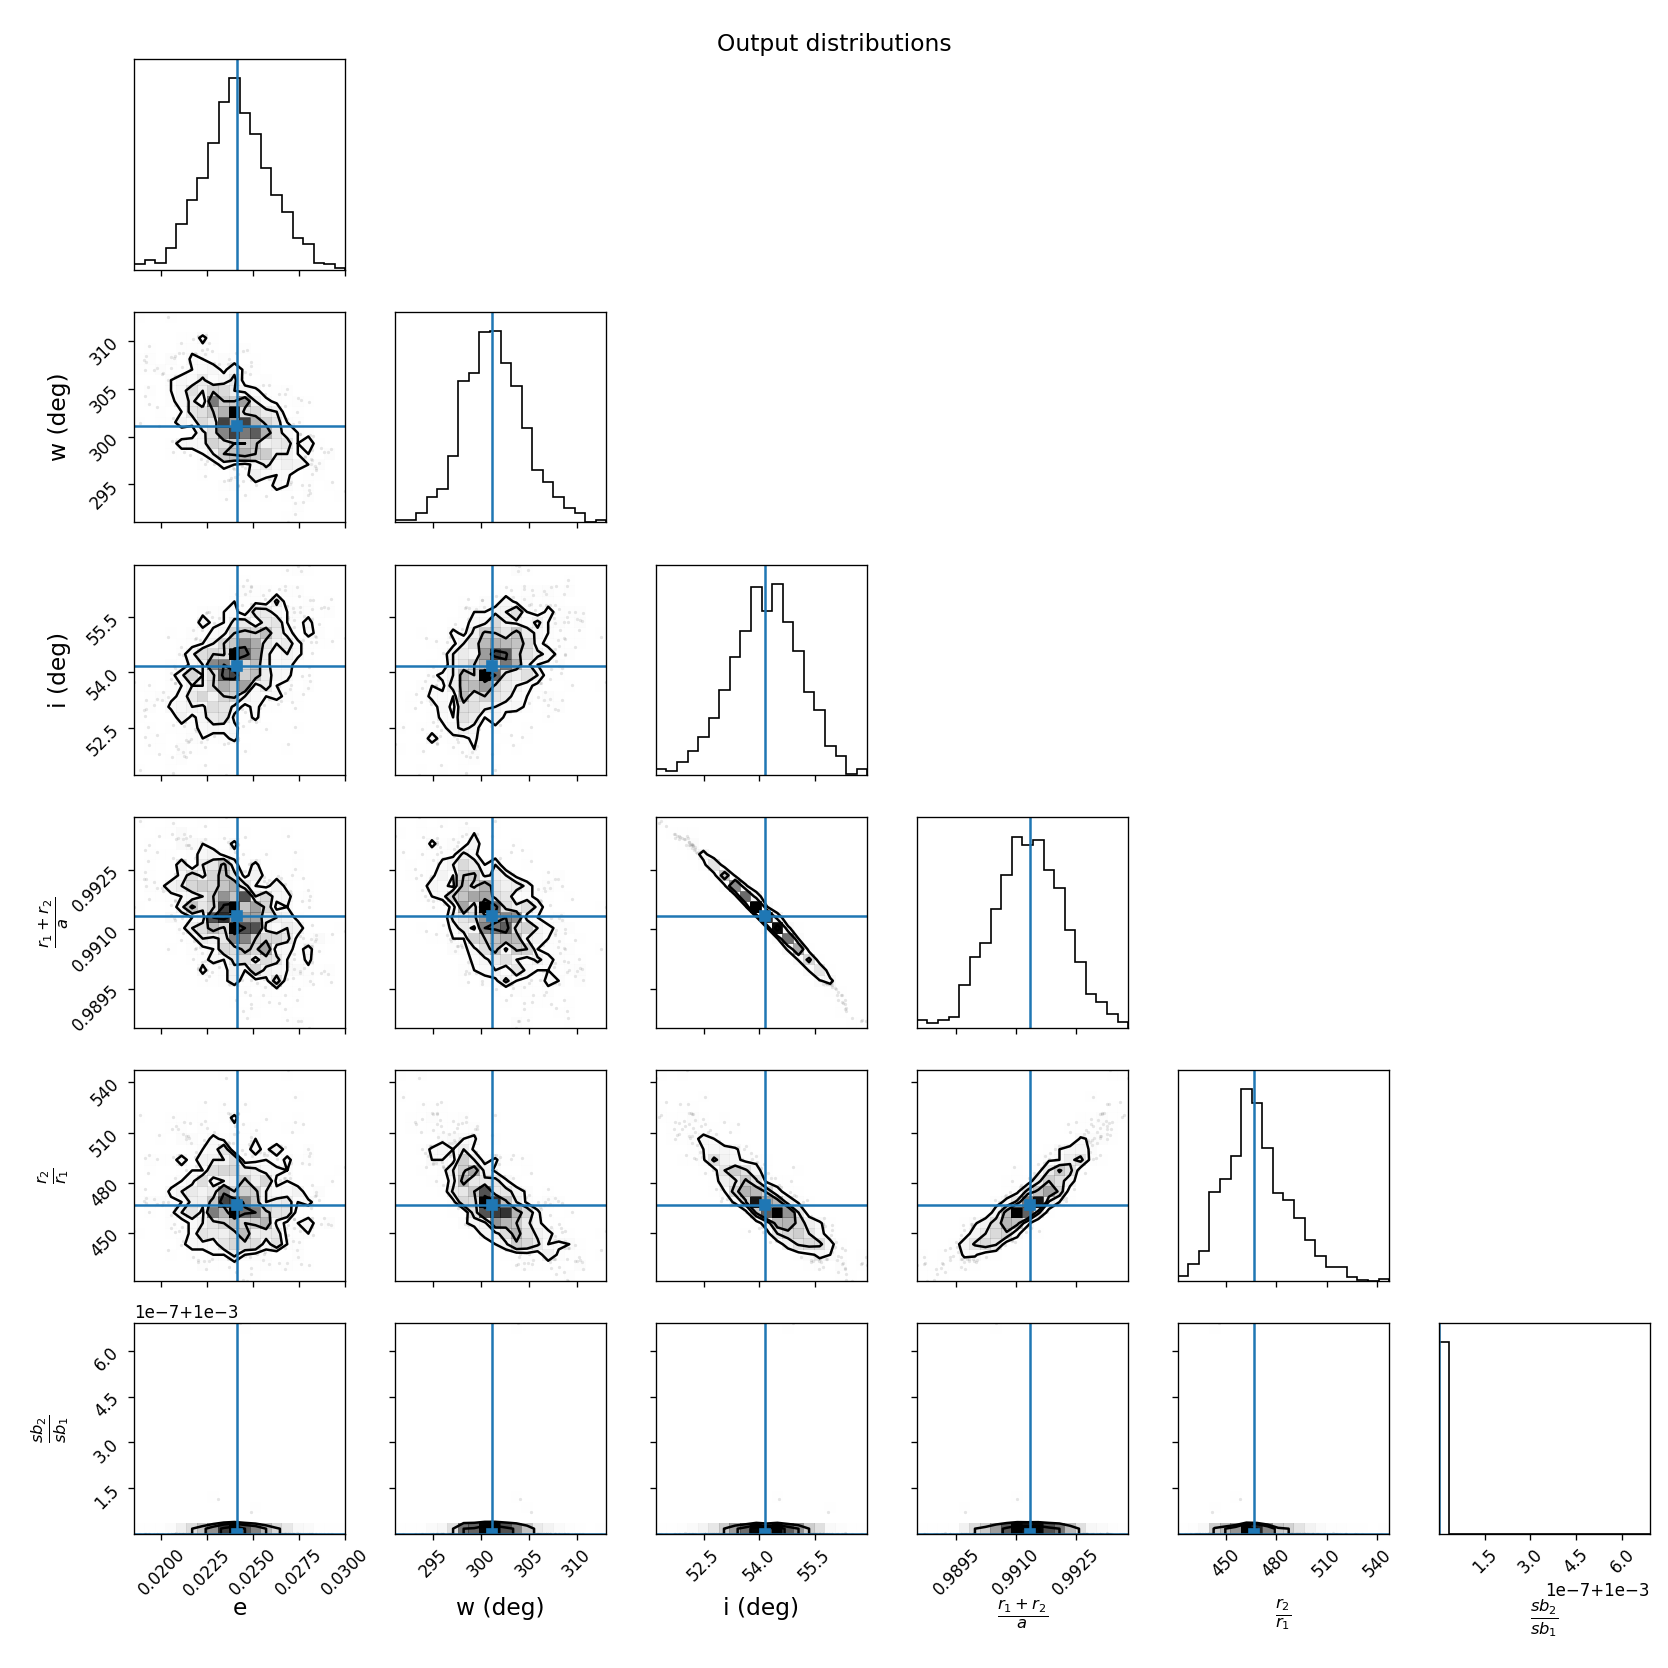 Output distributions
310
305
300
295
w (deg)
55.5
54.0
52.5
i (deg)
0.9925
0.9910
0.9895
r₁ + r₂
a
540
510
480
450
r₂
r₁
1e−7+1e−3
6.0
4.5
3.0
1.5
sb₂
sb₁
0.0200 0.0225 0.0250 0.0275 0.0300
e
295 300 305 310
w (deg)
52.5 54.0 55.5
i (deg)
0.9895 0.9910 0.9925
r₁ + r₂
a
450 480 510 540
r₂
r₁
1.5 3.0 4.5 6.0
1e−7+1e−3
sb₂
sb₁